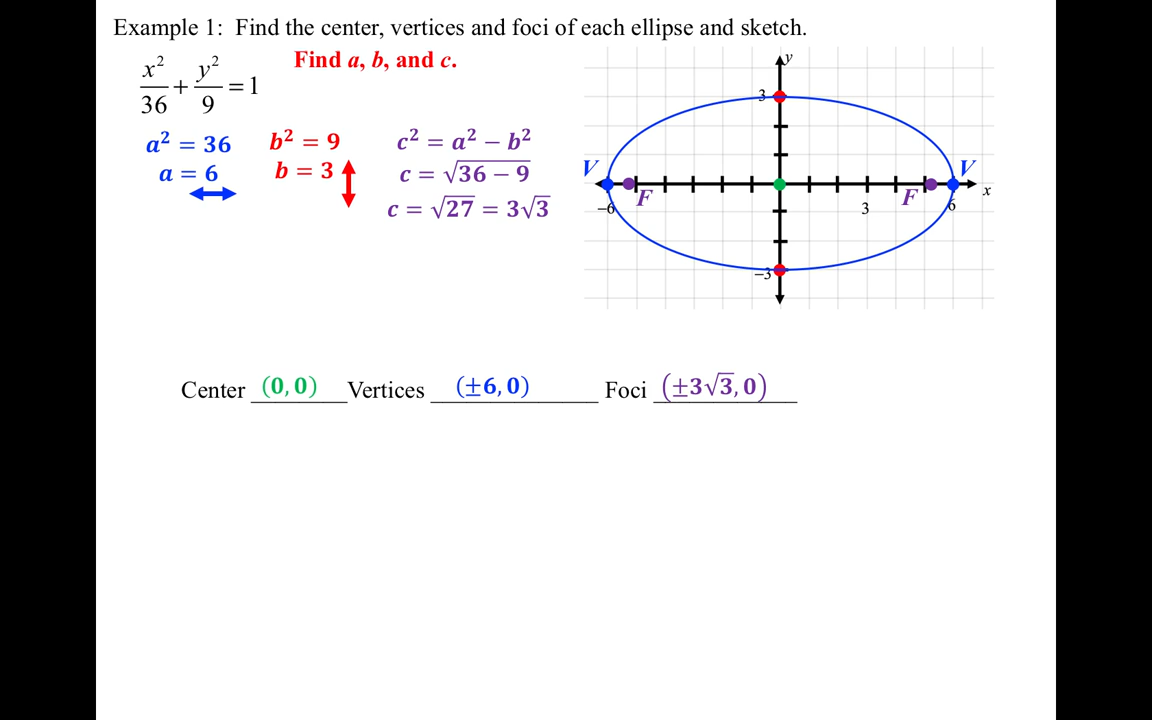 Example 1: Find the center, vertices and foci of each ellipse and sketch.
x²/36 + y²/9 = 1
Find a, b, and c.
a² = 36
a = 6
b² = 9
b = 3
c² = a² − b²
c = √(36 − 9)
c = √27 = 3√3
y
3
V
V
F
F
x
−6
3
6
−3
Center (0, 0) Vertices (±6, 0) Foci (±3√3, 0)